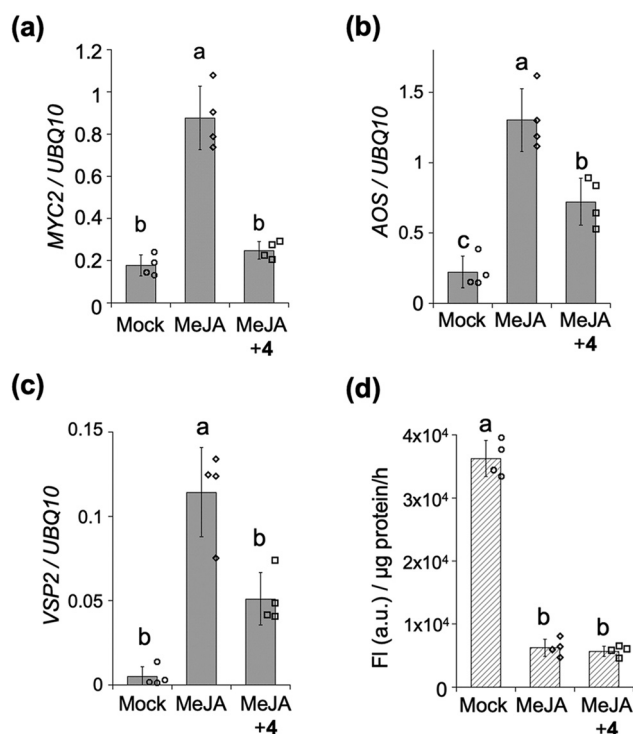 (a)
MYC2 / UBQ10
1.2
1
0.8
0.6
0.4
0.2
0
b
a
b
Mock
MeJA
MeJA
+4
(b)
AOS / UBQ10
2
1.5
1
0.5
0
c
a
b
Mock
MeJA
MeJA
+4
(c)
VSP2 / UBQ10
0.15
0.1
0.05
0
b
a
b
Mock
MeJA
MeJA
+4
(d)
FI (a.u.) / µg protein/h
4x10⁴
3x10⁴
2x10⁴
1x10⁴
0
a
b
b
Mock
MeJA
MeJA
+4